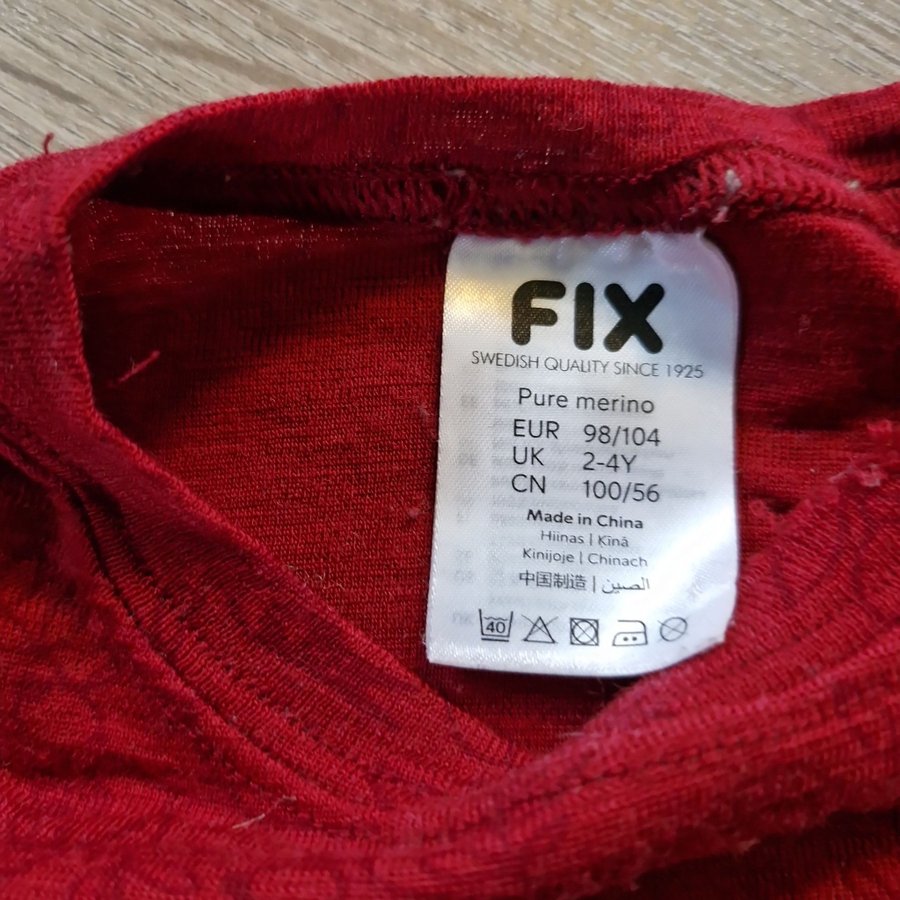 FIX
SWEDISH QUALITY SINCE 1925
Pure merino
EUR 98/104
UK 2-4Y
CN 100/56
Made in China
Hiinas | Ķīnā
Kinijoje | Chinach
中国制造 | الصين
40